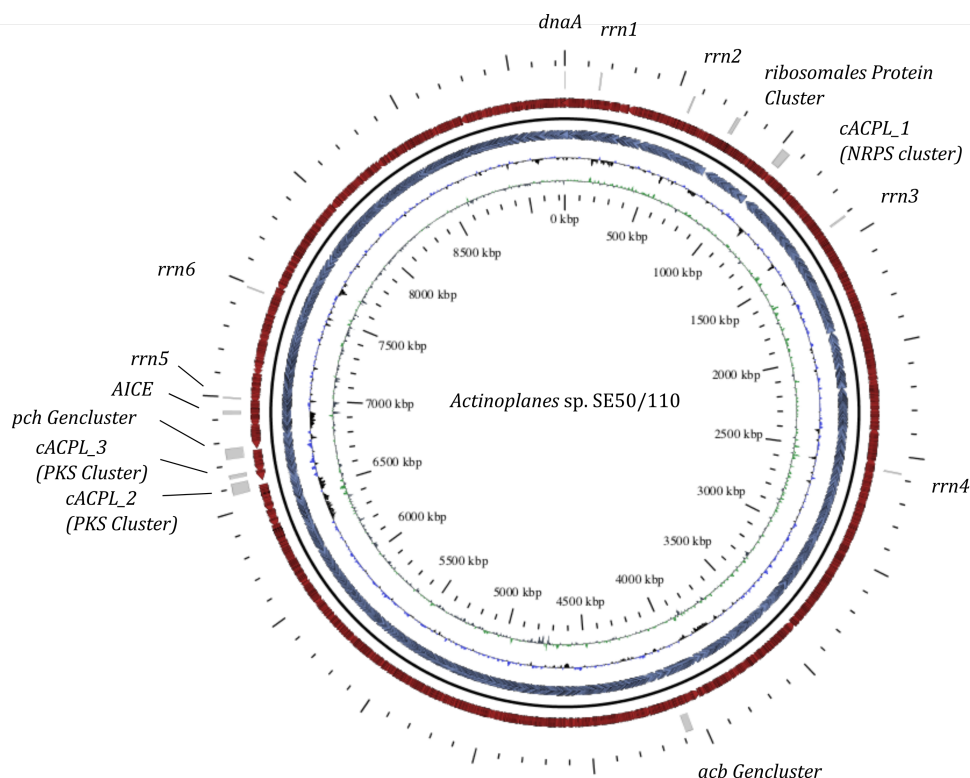 dnaA
rrn1
rrn2
ribosomales Protein
Cluster
cACPL_1
(NRPS cluster)
rrn3
rrn4
acb Gencluster
cACPL_2
(PKS Cluster)
cACPL_3
(PKS Cluster)
pch Gencluster
AICE
rrn5
rrn6
0 kbp
500 kbp
1000 kbp
1500 kbp
2000 kbp
2500 kbp
3000 kbp
3500 kbp
4000 kbp
4500 kbp
5000 kbp
5500 kbp
6000 kbp
6500 kbp
7000 kbp
7500 kbp
8000 kbp
8500 kbp
Actinoplanes sp. SE50/110